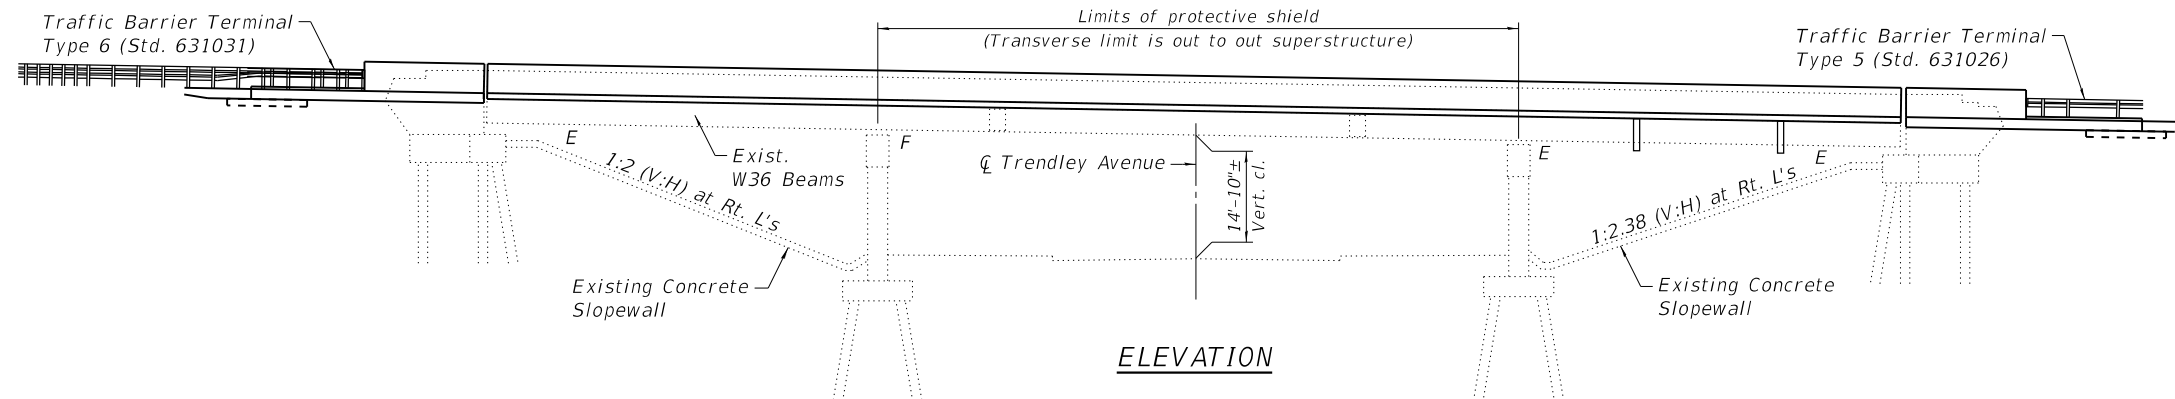 Traffic Barrier Terminal
Type 6 (Std. 631031)
Limits of protective shield
(Transverse limit is out to out superstructure)
Traffic Barrier Terminal
Type 5 (Std. 631026)
E
F
E
E
Exist.
W36 Beams
℄ Trendley Avenue
14'-10"±
Vert. cl.
1:2 (V:H) at Rt. L's
1:2.38 (V:H) at Rt. L's
Existing Concrete
Slopewall
Existing Concrete
Slopewall
ELEVATION